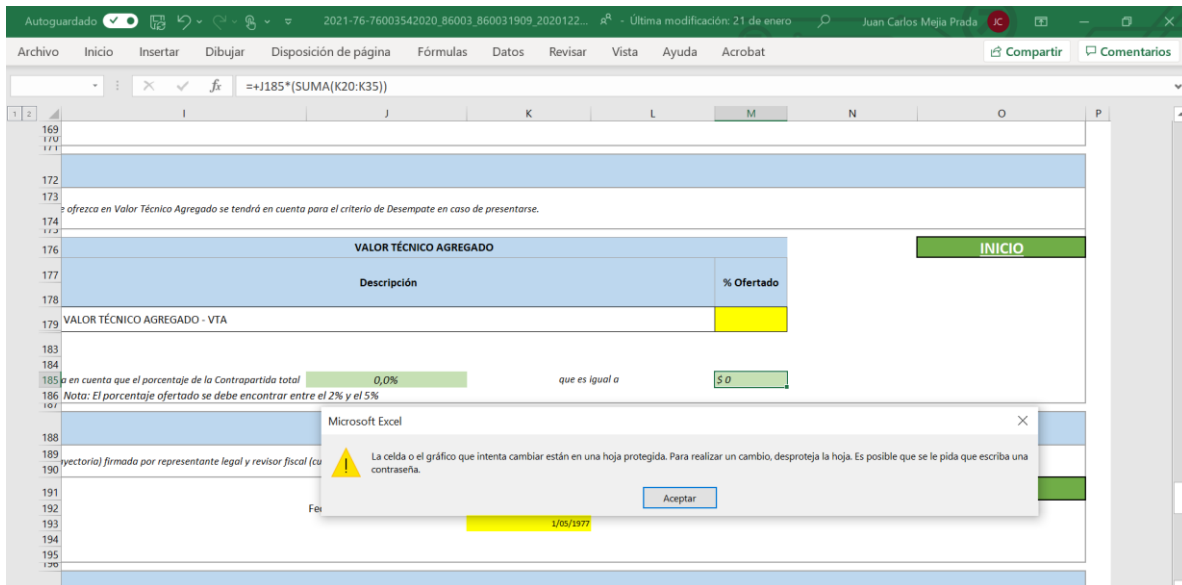 Autoguardado 2021-76-76003542020_86003_860031909_2020122... - Última modificación: 21 de enero Juan Carlos Mejia Prada JC
Archivo Inicio Insertar Dibujar Disposición de página Fórmulas Datos Revisar Vista Ayuda Acrobat Compartir Comentarios
fx =+J185*(SUMA(K20:K35))
1 2 I J K L M N O P
169
170
171
172
173
e ofrezca en Valor Técnico Agregado se tendrá en cuenta para el criterio de Desempate en caso de presentarse.
174
175
176 VALOR TÉCNICO AGREGADO INICIO
177
Descripción % Ofertado
178
179 VALOR TÉCNICO AGREGADO - VTA
183
184
185 a en cuenta que el porcentaje de la Contrapartida total 0,0% que es igual a $ 0
186 Nota: El porcentaje ofertado se debe encontrar entre el 2% y el 5%
187
Microsoft Excel
188
189
ayectoria) firmada por representante legal y revisor fiscal (cu
190
La celda o el gráfico que intenta cambiar están en una hoja protegida. Para realizar un cambio, desproteja la hoja. Es posible que se le pida que escriba una
contraseña.
Aceptar
191
192 Fe
193 1/05/1977
194
195
196